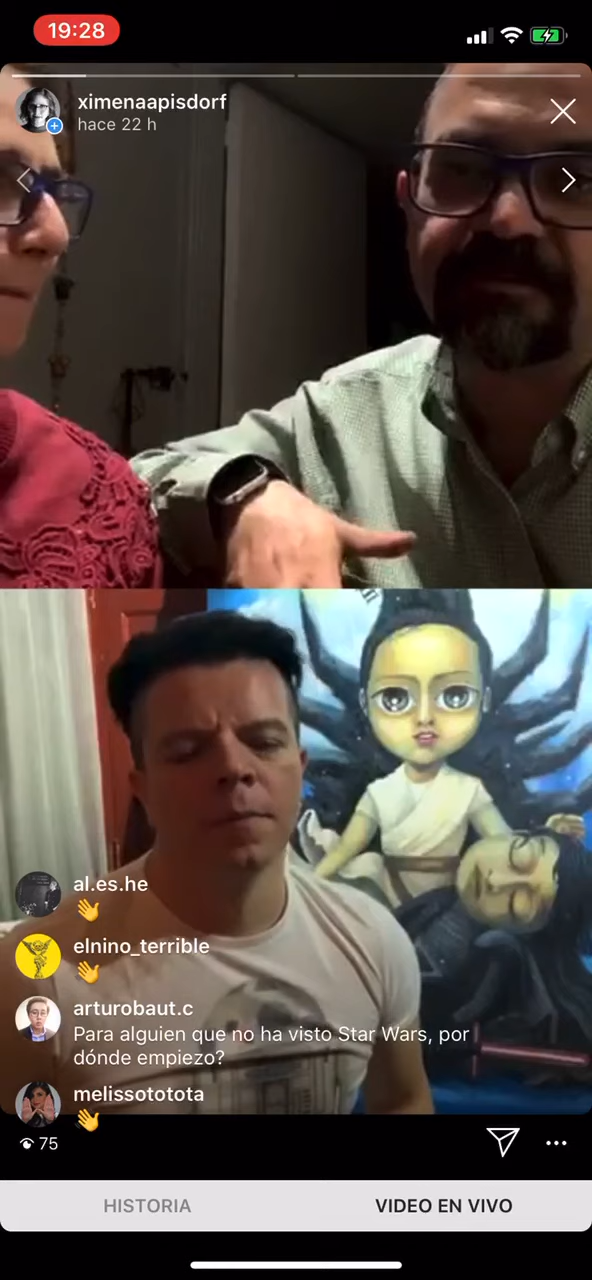 19:28
ximenaapisdorf
hace 22 h
al.es.he
👋
elnino_terrible
👋
arturobaut.c
Para alguien que no ha visto Star Wars, por
dónde empiezo?
melissototota
👋
75
HISTORIA
VIDEO EN VIVO